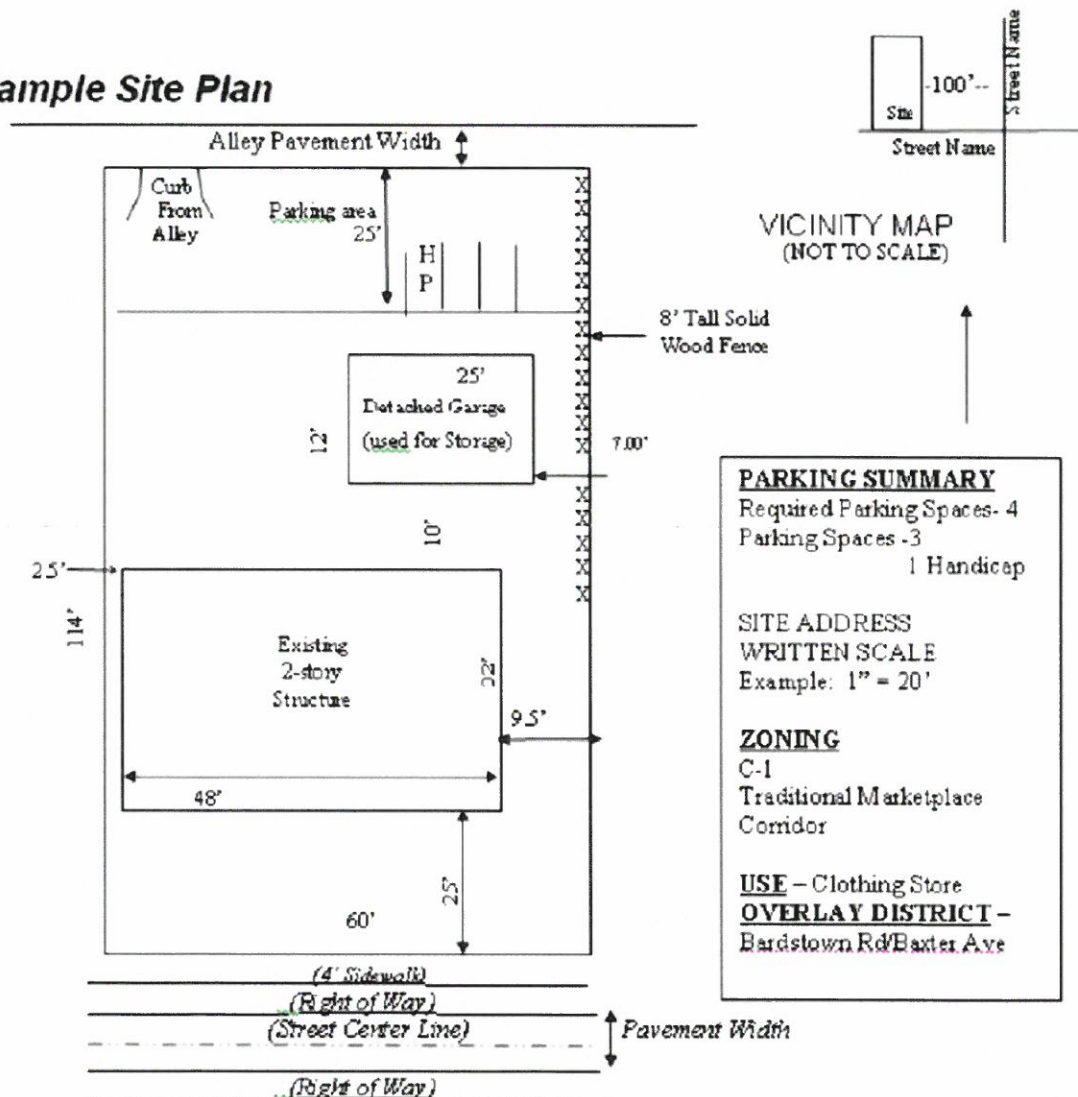 ample Site Plan
Alley Pavement Width
Curb
From
Alley
Parking area
25'
H
P
25'
Detached Garage
(used for Storage)
12'
7.00'
8' Tall Solid
Wood Fence
10'
2.5'
114'
Existing
2-story
Structure
32'
9.5'
48'
25'
60'
(4' Sidewalk)
(Right of Way)
(Street Center Line)
Pavement Width
(Right of Way)
Site
-100'--
Street Name
Street Name
VICINITY MAP
(NOT TO SCALE)
PARKING SUMMARY
Required Parking Spaces- 4
Parking Spaces -3
1 Handicap
SITE ADDRESS
WRITTEN SCALE
Example: 1" = 20'
ZONING
C-1
Traditional Marketplace
Corridor
USE – Clothing Store
OVERLAY DISTRICT –
Bardstown Rd/Baxter Ave